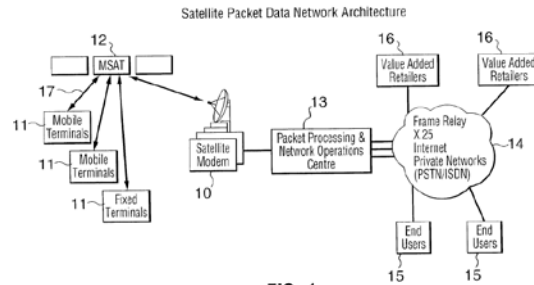 Satellite Packet Data Network Architecture
12
MSAT
17
11
Mobile
Terminals
11
Mobile
Terminals
11
Fixed
Terminals
Satellite
Modem
10
13
Packet Processing &
Network Operations
Centre
16
Value Added
Retailers
16
Value Added
Retailers
Frame Relay
X.25
Internet
Private Networks
(PSTN/ISDN)
14
End
Users
15
End
Users
15